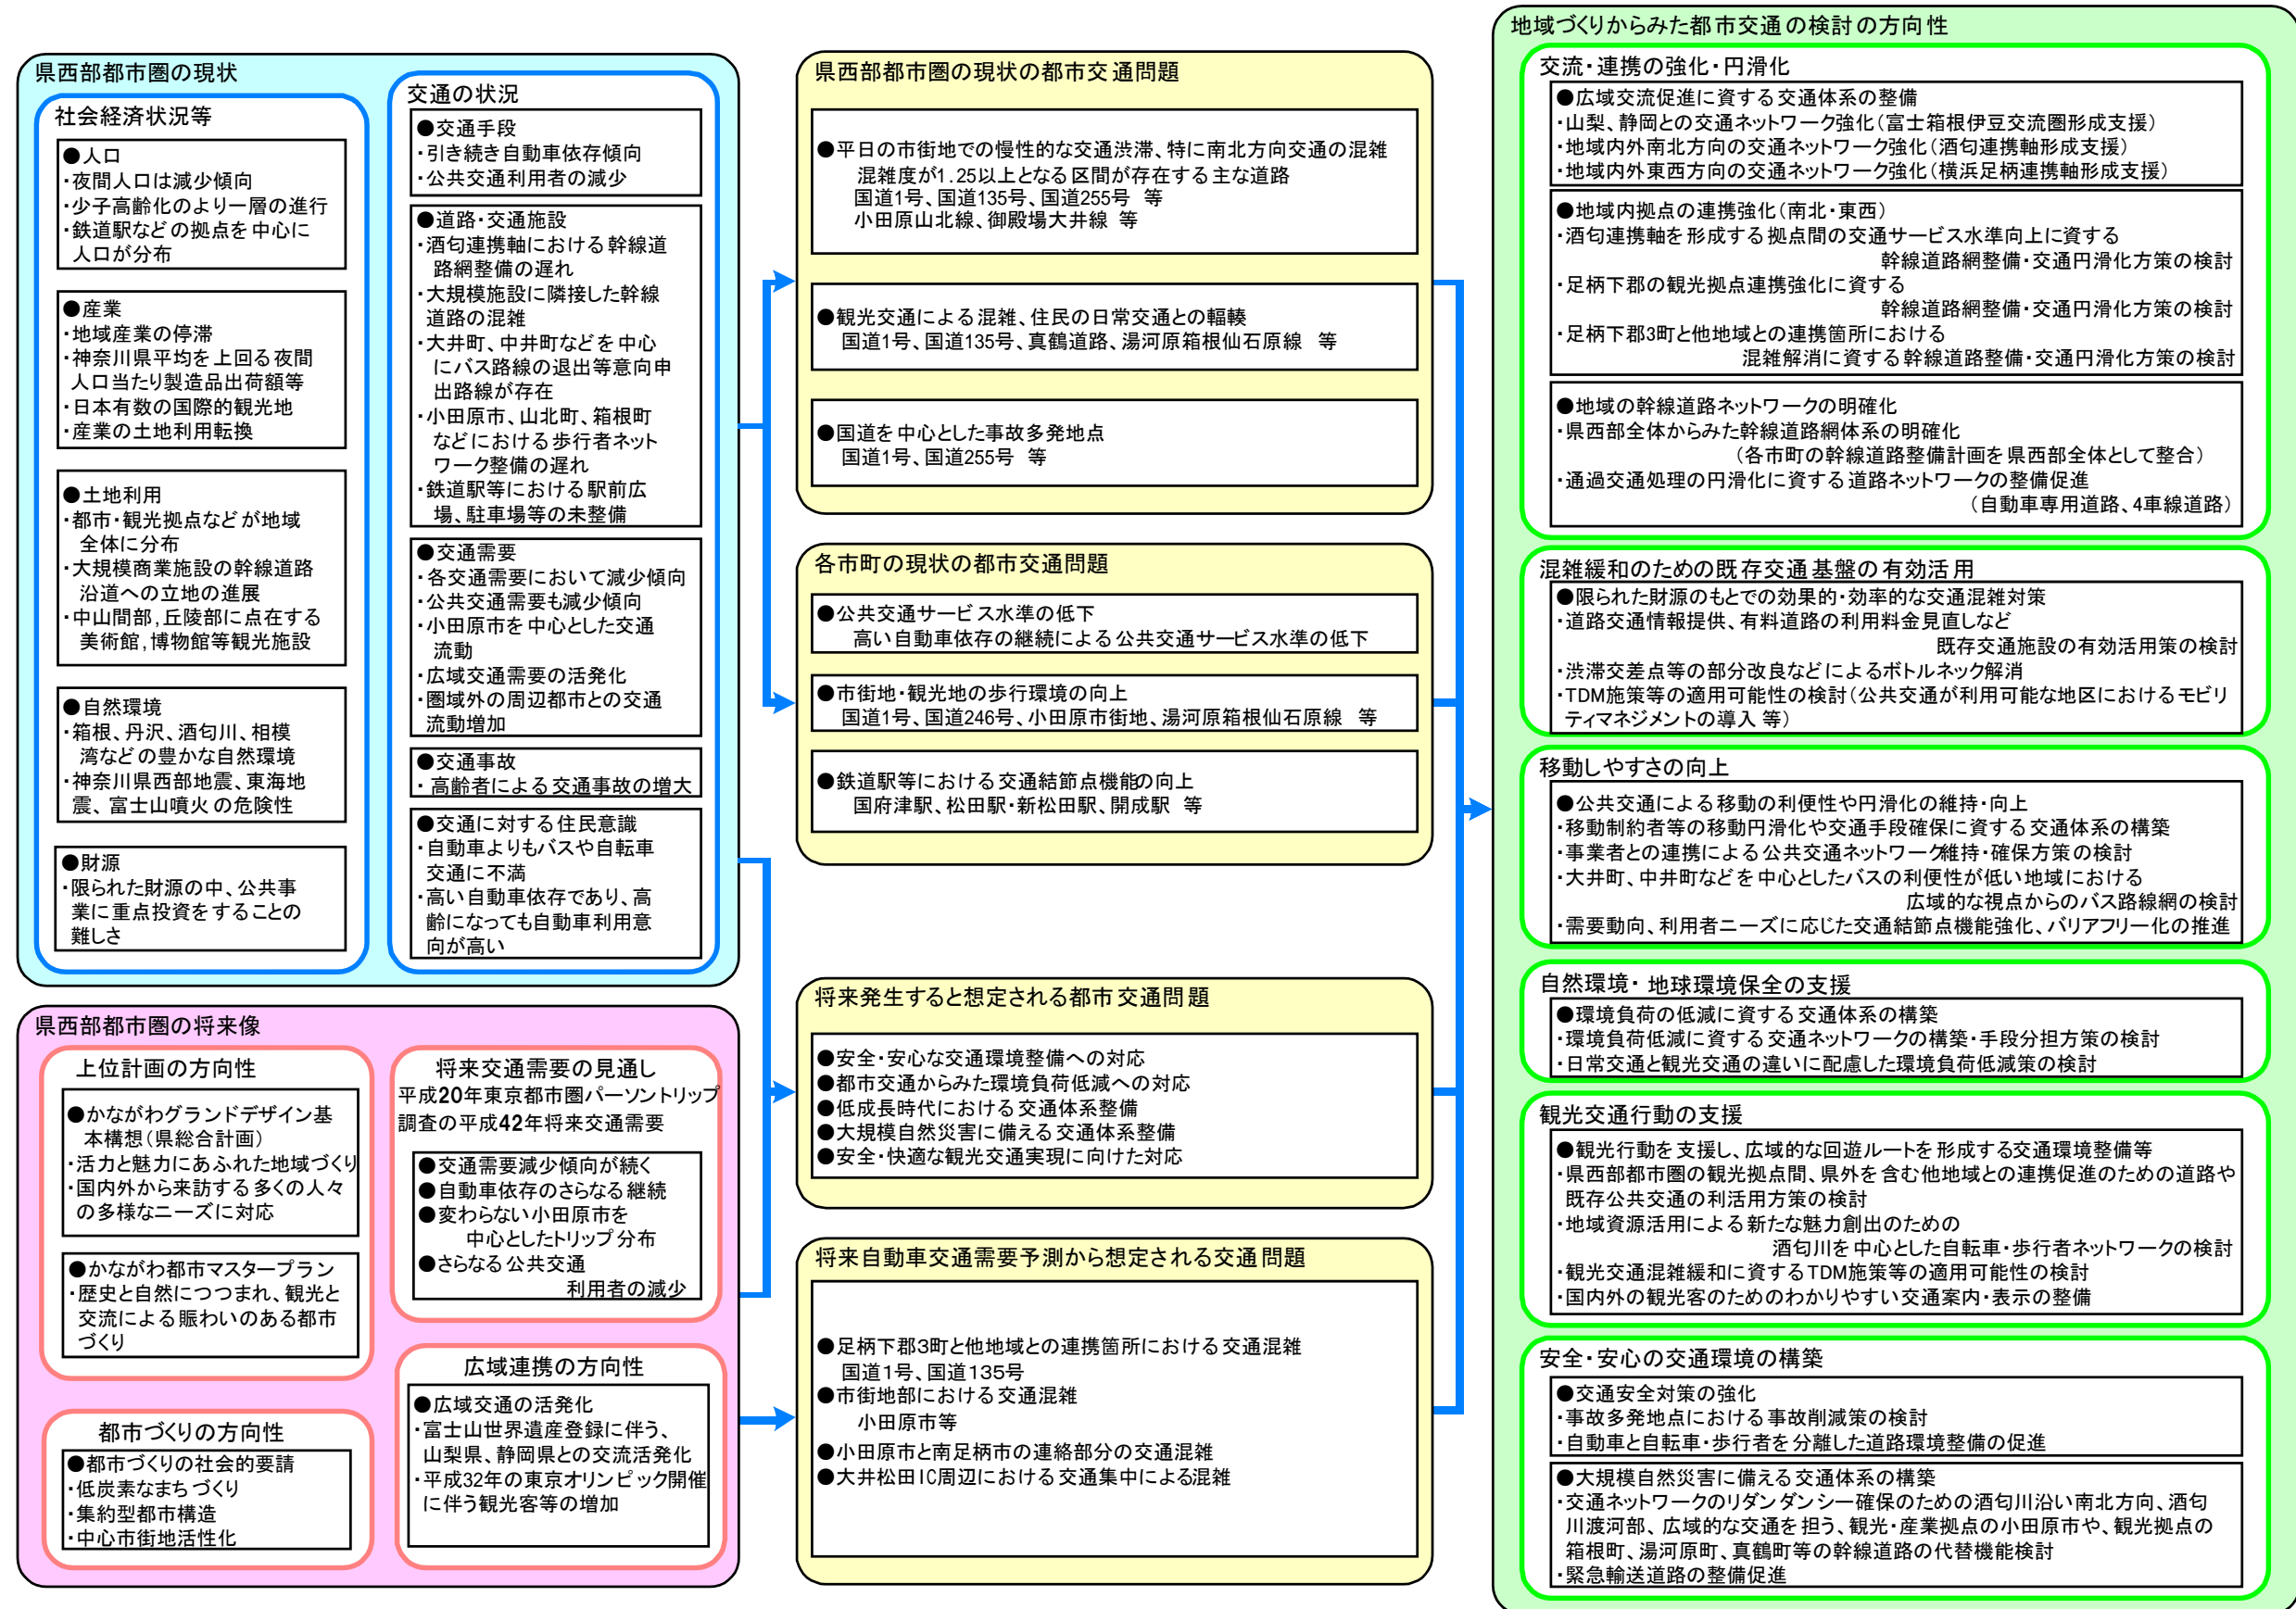 県西部都市圏の現状
社会経済状況等
●人口
・夜間人口は減少傾向
・少子高齢化のより一層の進行
・鉄道駅などの拠点を中心に
人口が分布
●産業
・地域産業の停滞
・神奈川県平均を上回る夜間
人口当たり製造品出荷額等
・日本有数の国際的観光地
・産業の土地利用転換
●土地利用
・都市・観光拠点などが地域
全体に分布
・大規模商業施設の幹線道路
沿道への立地の進展
・中山間部,丘陵部に点在する
美術館,博物館等観光施設
●自然環境
・箱根、丹沢、酒匂川、相模
湾などの豊かな自然環境
・神奈川県西部地震、東海地
震、富士山噴火の危険性
●財源
・限られた財源の中、公共事
業に重点投資をすることの
難しさ
交通の状況
●交通手段
・引き続き自動車依存傾向
・公共交通利用者の減少
●道路・交通施設
・酒匂連携軸における幹線道
路網整備の遅れ
・大規模施設に隣接した幹線
道路の混雑
・大井町、中井町などを中心
にバス路線の退出等意向申
出路線が存在
・小田原市、山北町、箱根町
などにおける歩行者ネット
ワーク整備の遅れ
・鉄道駅等における駅前広
場、駐車場等の未整備
●交通需要
・各交通需要において減少傾向
・公共交通需要も減少傾向
・小田原市を中心とした交通
流動
・広域交通需要の活発化
・圏域外の周辺都市との交通
流動増加
●交通事故
・高齢者による交通事故の増大
●交通に対する住民意識
・自動車よりもバスや自転車
交通に不満
・高い自動車依存であり、高
齢になっても自動車利用意
向が高い
県西部都市圏の将来像
上位計画の方向性
●かながわグランドデザイン基
本構想(県総合計画)
・活力と魅力にあふれた地域づくり
・国内外から来訪する多くの人々
の多様なニーズに対応
●かながわ都市マスタープラン
・歴史と自然につつまれ、観光と
交流による賑わいのある都市
づくり
都市づくりの方向性
●都市づくりの社会的要請
・低炭素なまちづくり
・集約型都市構造
・中心市街地活性化
将来交通需要の見通し
平成20年東京都市圏パーソントリップ
調査の平成42年将来交通需要
●交通需要減少傾向が続く
●自動車依存のさらなる継続
●変わらない小田原市を
中心としたトリップ分布
●さらなる公共交通
利用者の減少
広域連携の方向性
●広域交通の活発化
・富士山世界遺産登録に伴う、
山梨県、静岡県との交流活発化
・平成32年の東京オリンピック開催
に伴う観光客等の増加
県西部都市圏の現状の都市交通問題
●平日の市街地での慢性的な交通渋滞、特に南北方向交通の混雑
混雑度が1.25以上となる区間が存在する主な道路
国道1号、国道135号、国道255号 等
小田原山北線、御殿場大井線 等
●観光交通による混雑、住民の日常交通との輻輳
国道1号、国道135号、真鶴道路、湯河原箱根仙石原線 等
●国道を中心とした事故多発地点
国道1号、国道255号 等
各市町の現状の都市交通問題
●公共交通サービス水準の低下
高い自動車依存の継続による公共交通サービス水準の低下
●市街地・観光地の歩行環境の向上
国道1号、国道246号、小田原市街地、湯河原箱根仙石原線 等
●鉄道駅等における交通結節点機能の向上
国府津駅、松田駅・新松田駅、開成駅 等
将来発生すると想定される都市交通問題
●安全・安心な交通環境整備への対応
●都市交通からみた環境負荷低減への対応
●低成長時代における交通体系整備
●大規模自然災害に備える交通体系整備
●安全・快適な観光交通実現に向けた対応
将来自動車交通需要予測から想定される交通問題
●足柄下郡3町と他地域との連携箇所における交通混雑
国道1号、国道135号
●市街地部における交通混雑
小田原市等
●小田原市と南足柄市の連絡部分の交通混雑
●大井松田IC周辺における交通集中による混雑
地域づくりからみた都市交通の検討の方向性
交流・連携の強化・円滑化
●広域交流促進に資する交通体系の整備
・山梨、静岡との交通ネットワーク強化(富士箱根伊豆交流圏形成支援)
・地域内外南北方向の交通ネットワーク強化(酒匂連携軸形成支援)
・地域内外東西方向の交通ネットワーク強化(横浜足柄連携軸形成支援)
●地域内拠点の連携強化(南北・東西)
・酒匂連携軸を形成する拠点間の交通サービス水準向上に資する
幹線道路網整備・交通円滑化方策の検討
・足柄下郡の観光拠点連携強化に資する
幹線道路網整備・交通円滑化方策の検討
・足柄下郡3町と他地域との連携箇所における
混雑解消に資する幹線道路整備・交通円滑化方策の検討
●地域の幹線道路ネットワークの明確化
・県西部全体からみた幹線道路網体系の明確化
(各市町の幹線道路整備計画を県西部全体として整合)
・通過交通処理の円滑化に資する道路ネットワークの整備促進
(自動車専用道路、4車線道路)
混雑緩和のための既存交通基盤の有効活用
●限られた財源のもとでの効果的・効率的な交通混雑対策
・道路交通情報提供、有料道路の利用料金見直しなど
既存交通施設の有効活用策の検討
・渋滞交差点等の部分改良などによるボトルネック解消
・TDM施策等の適用可能性の検討(公共交通が利用可能な地区におけるモビリ
ティマネジメントの導入 等)
移動しやすさの向上
●公共交通による移動の利便性や円滑化の維持・向上
・移動制約者等の移動円滑化や交通手段確保に資する交通体系の構築
・事業者との連携による公共交通ネットワーク維持・確保方策の検討
・大井町、中井町などを中心としたバスの利便性が低い地域における
広域的な視点からのバス路線網の検討
・需要動向、利用者ニーズに応じた交通結節点機能強化、バリアフリー化の推進
自然環境・地球環境保全の支援
●環境負荷の低減に資する交通体系の構築
・環境負荷低減に資する交通ネットワークの構築・手段分担方策の検討
・日常交通と観光交通の違いに配慮した環境負荷低減策の検討
観光交通行動の支援
●観光行動を支援し、広域的な回遊ルートを形成する交通環境整備等
・県西部都市圏の観光拠点間、県外を含む他地域との連携促進のための道路や
既存公共交通の利活用方策の検討
・地域資源活用による新たな魅力創出のための
酒匂川を中心とした自転車・歩行者ネットワークの検討
・観光交通混雑緩和に資するTDM施策等の適用可能性の検討
・国内外の観光客のためのわかりやすい交通案内・表示の整備
安全・安心の交通環境の構築
●交通安全対策の強化
・事故多発地点における事故削減策の検討
・自動車と自転車・歩行者を分離した道路環境整備の促進
●大規模自然災害に備える交通体系の構築
・交通ネットワークのリダンダンシー確保のための酒匂川沿い南北方向、酒匂
川渡河部、広域的な交通を担う、観光・産業拠点の小田原市や、観光拠点の
箱根町、湯河原町、真鶴町等の幹線道路の代替機能検討
・緊急輸送道路の整備促進